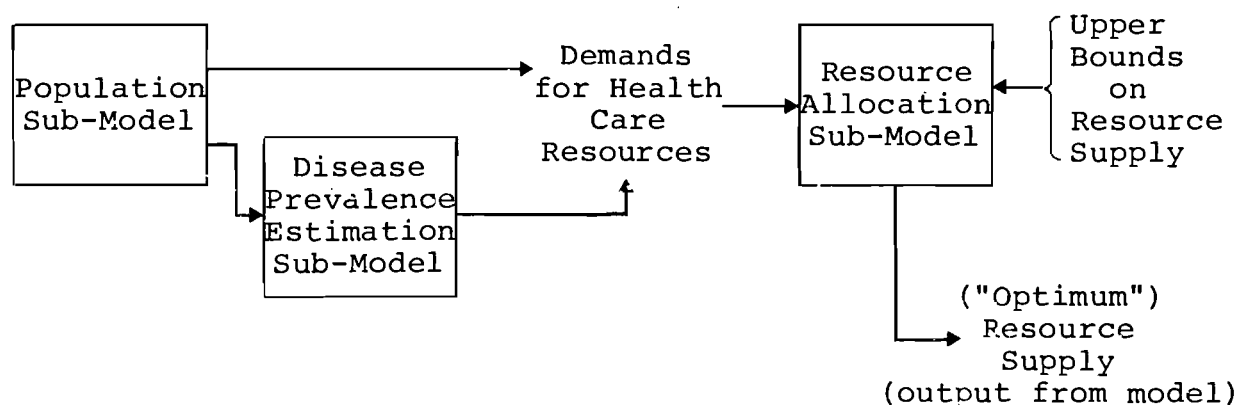 Population
Sub-Model
Disease
Prevalence
Estimation
Sub-Model
Demands
for Health
Care
Resources
Resource
Allocation
Sub-Model
Upper
Bounds
on
Resource
Supply
("Optimum")
Resource
Supply
(output from model)